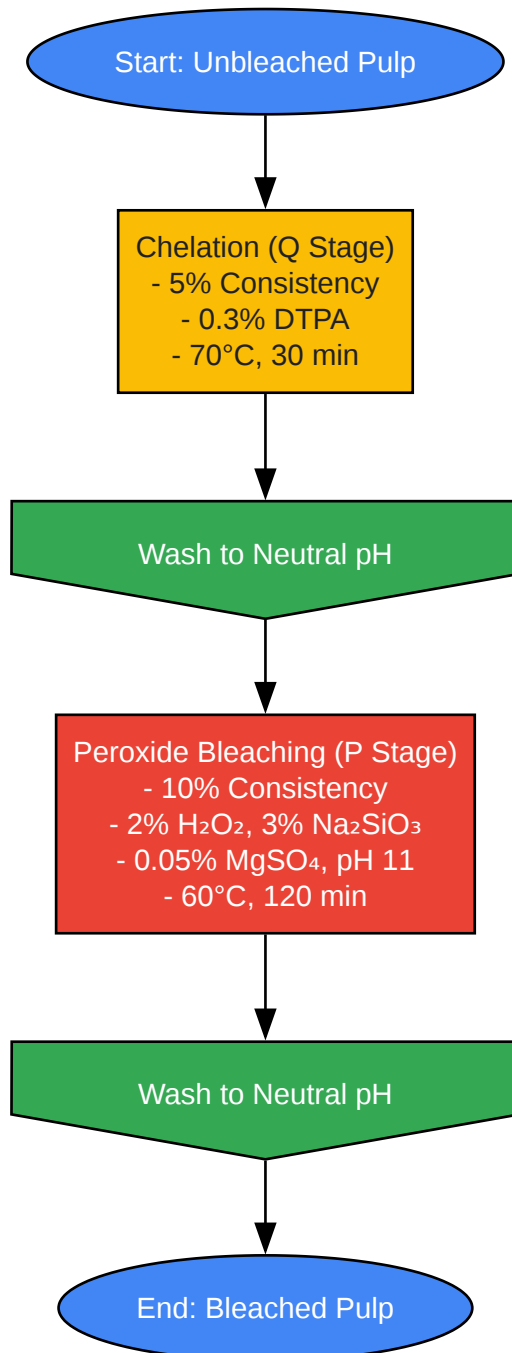 Start: Unbleached Pulp
Chelation (Q Stage)
- 5% Consistency
- 0.3% DTPA
- 70°C, 30 min
Wash to Neutral pH
Peroxide Bleaching (P Stage)
- 10% Consistency
- 2% H₂O₂, 3% Na₂SiO₃
- 0.05% MgSO₄, pH 11
- 60°C, 120 min
Wash to Neutral pH
End: Bleached Pulp